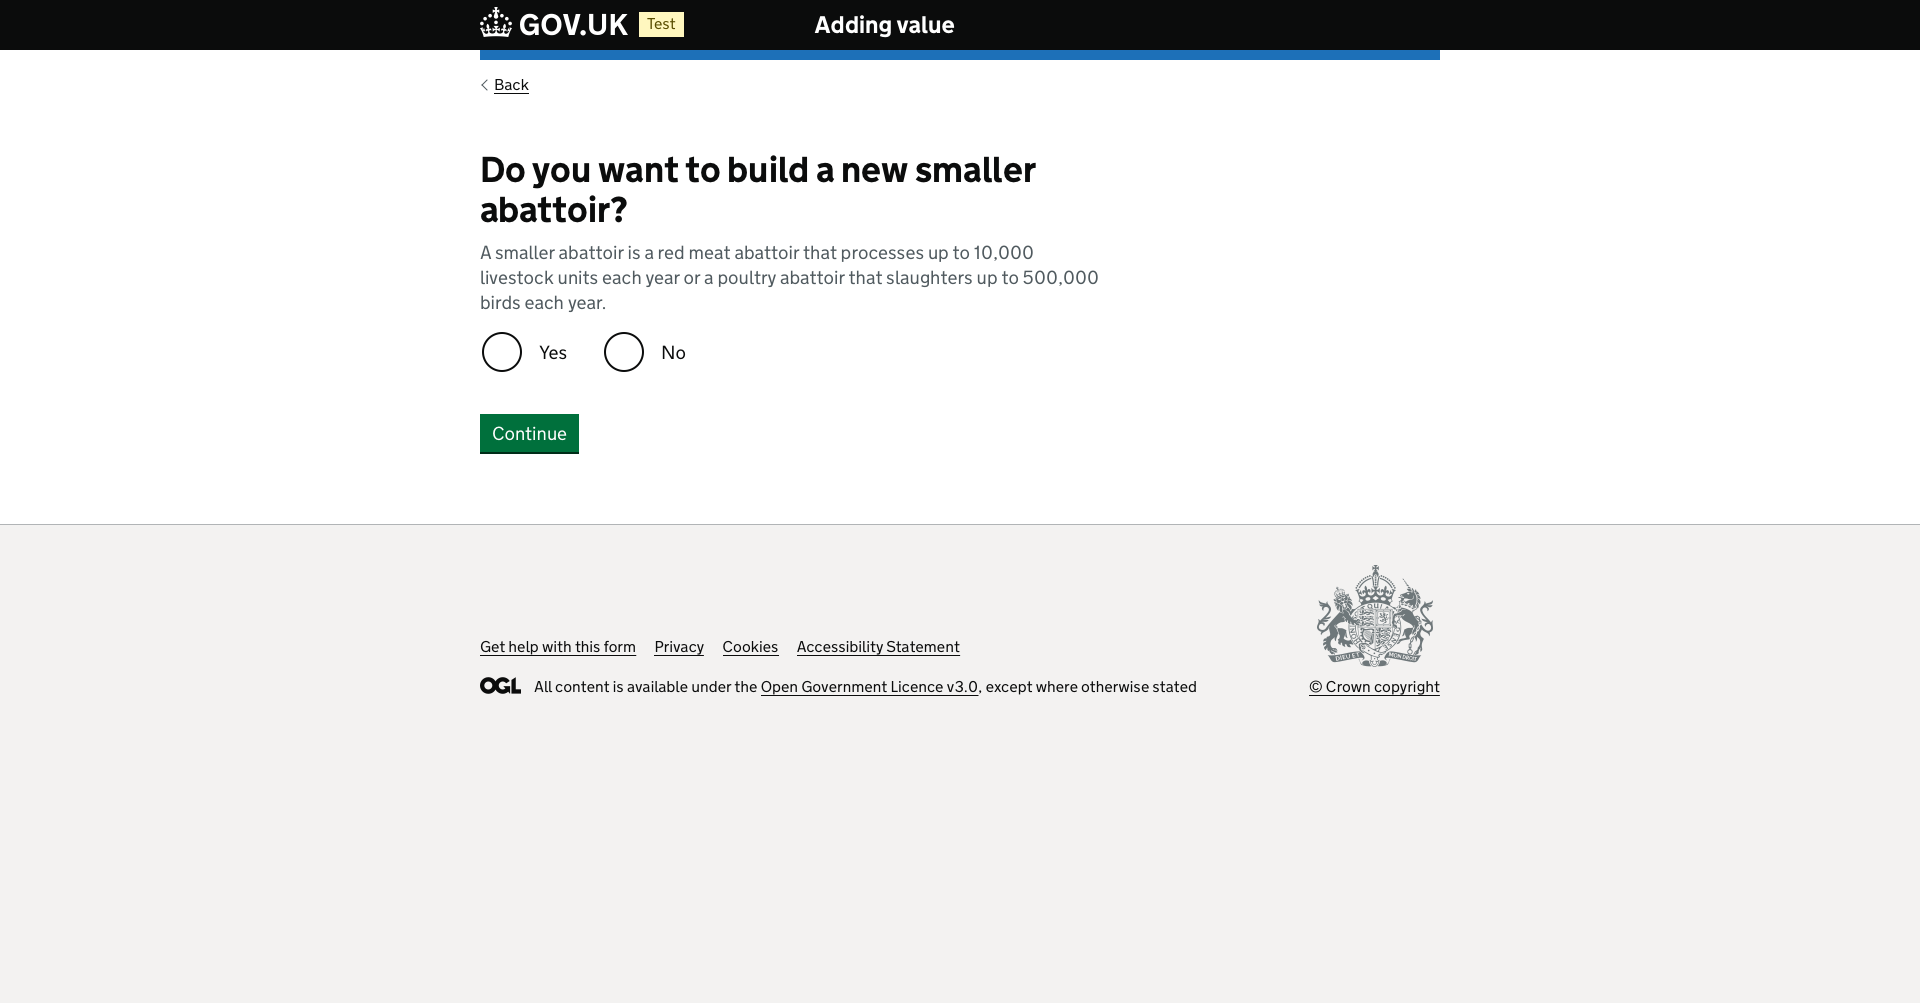 GOV.UK Test Adding value
Back
Do you want to build a new smaller
abattoir?
A smaller abattoir is a red meat abattoir that processes up to 10,000
livestock units each year or a poultry abattoir that slaughters up to 500,000
birds each year.
Yes No
Continue
Get help with this form Privacy Cookies Accessibility Statement
OGL All content is available under the Open Government Licence v3.0, except where otherwise stated
© Crown copyright